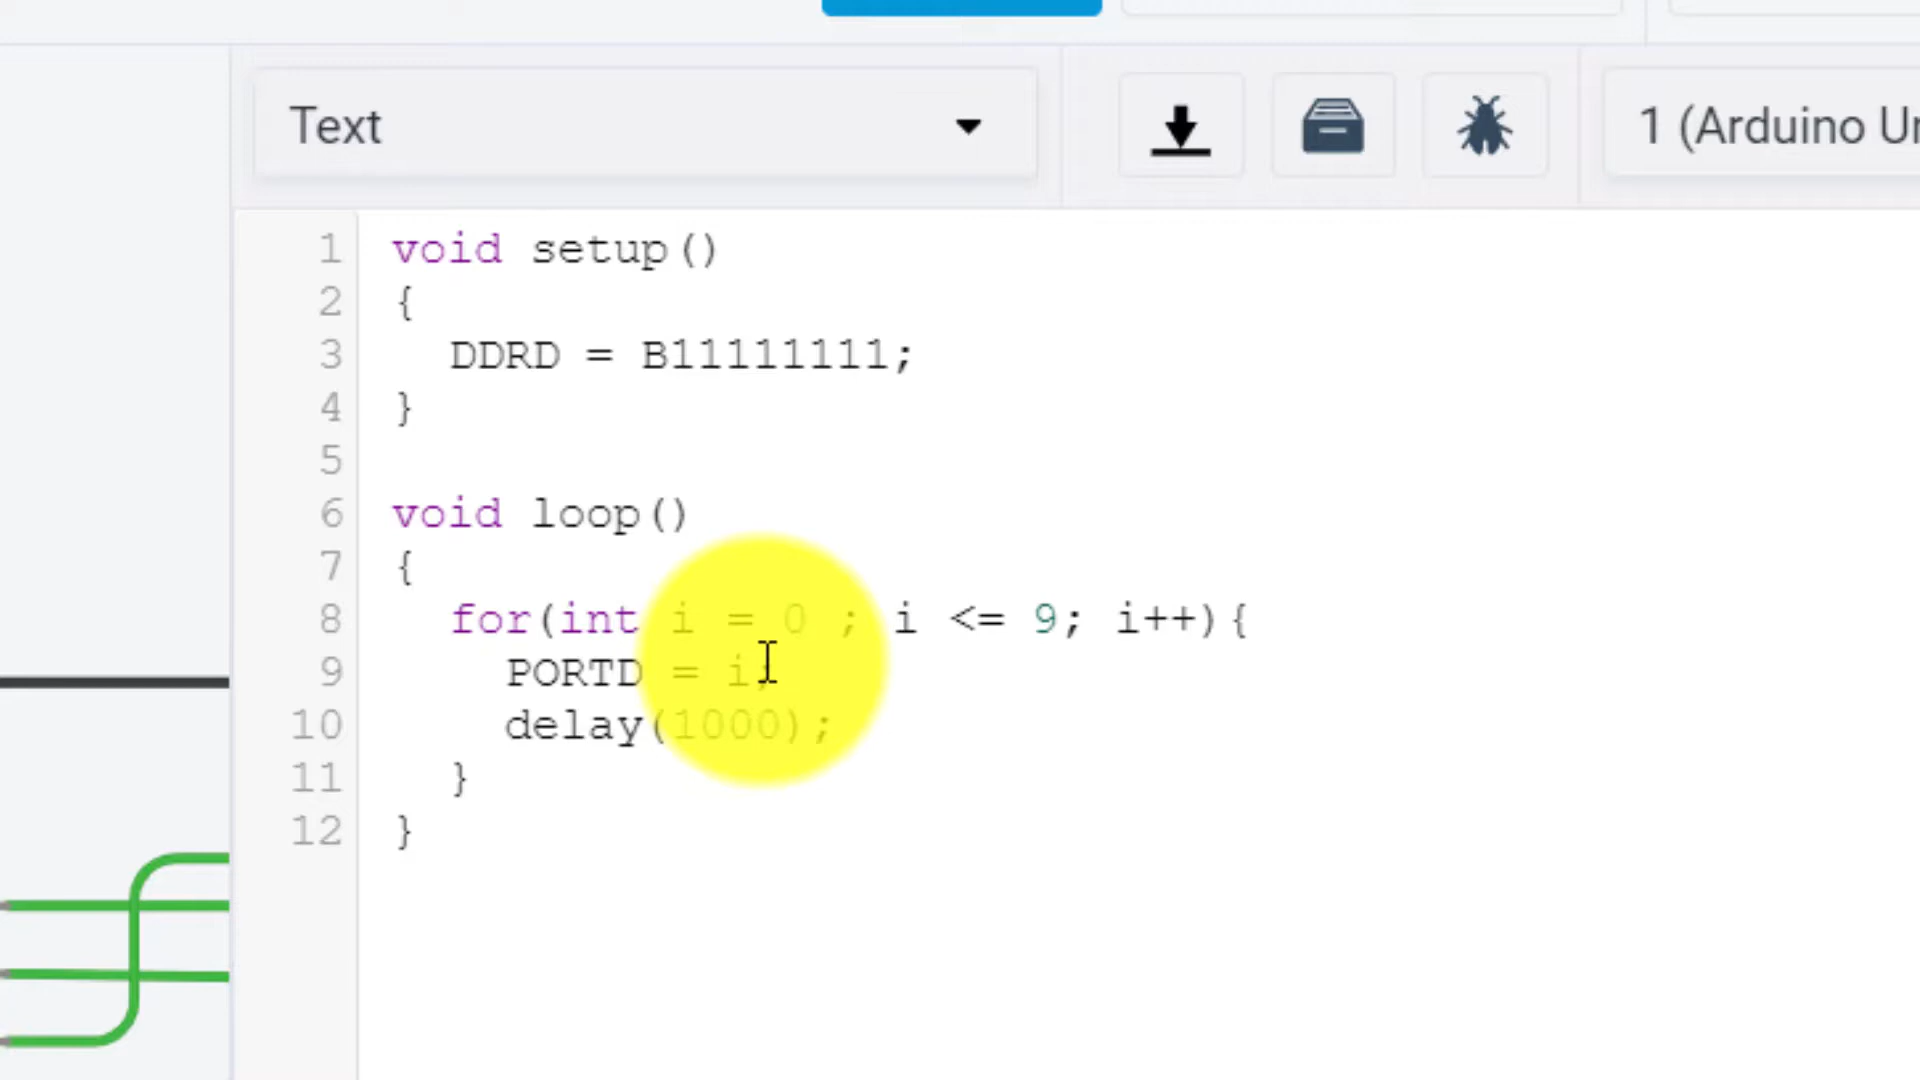 Text
1 (Arduino Un
1 void setup()
2 {
3 DDRD = B11111111;
4 }
5
6 void loop()
7 {
8 for(int i = 0 ; i <= 9; i++){
9 PORTD = i;
10 delay(1000);
11 }
12 }